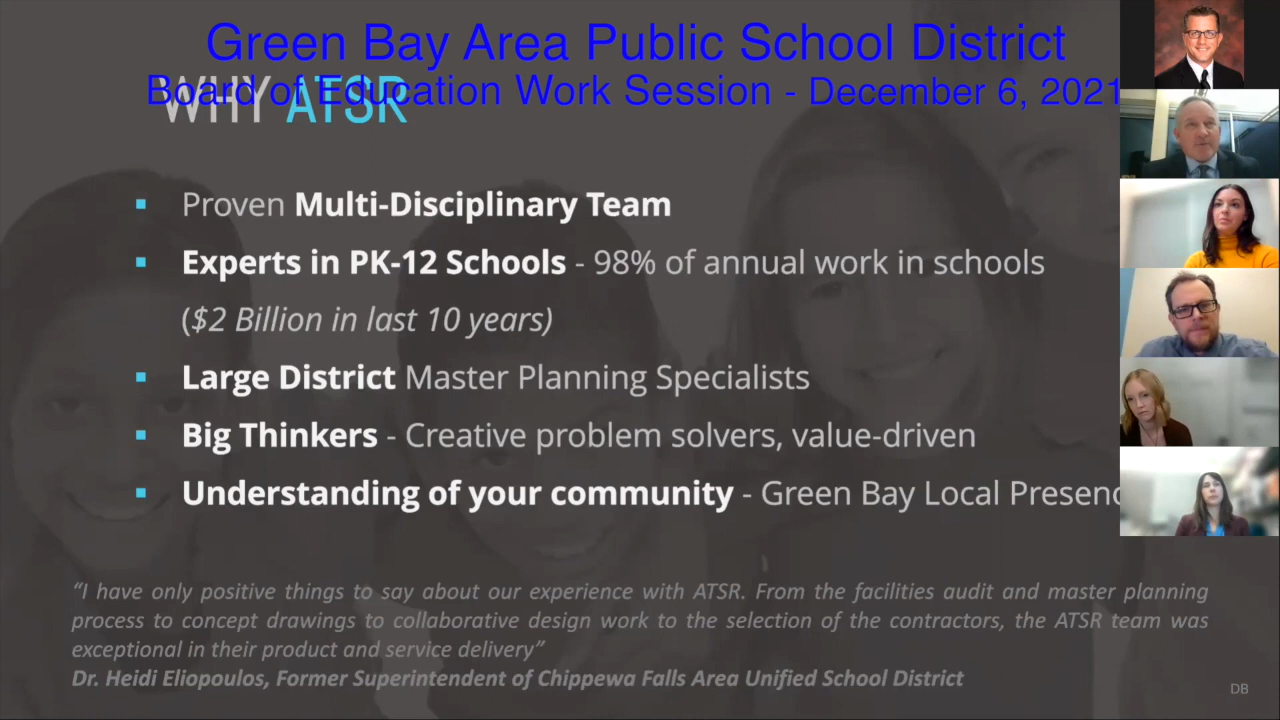 Green Bay Area Public School District
Board of Education Work Session - December 6, 2021
WHY ATSR
Proven Multi-Disciplinary Team
Experts in PK-12 Schools - 98% of annual work in schools
($2 Billion in last 10 years)
Large District Master Planning Specialists
Big Thinkers - Creative problem solvers, value-driven
Understanding of your community - Green Bay Local Presenc
“I have only positive things to say about our experience with ATSR. From the facilities audit and master planning
process to concept drawings to collaborative design work to the selection of the contractors, the ATSR team was
exceptional in their product and service delivery”
Dr. Heidi Eliopoulos, Former Superintendent of Chippewa Falls Area Unified School District
DB